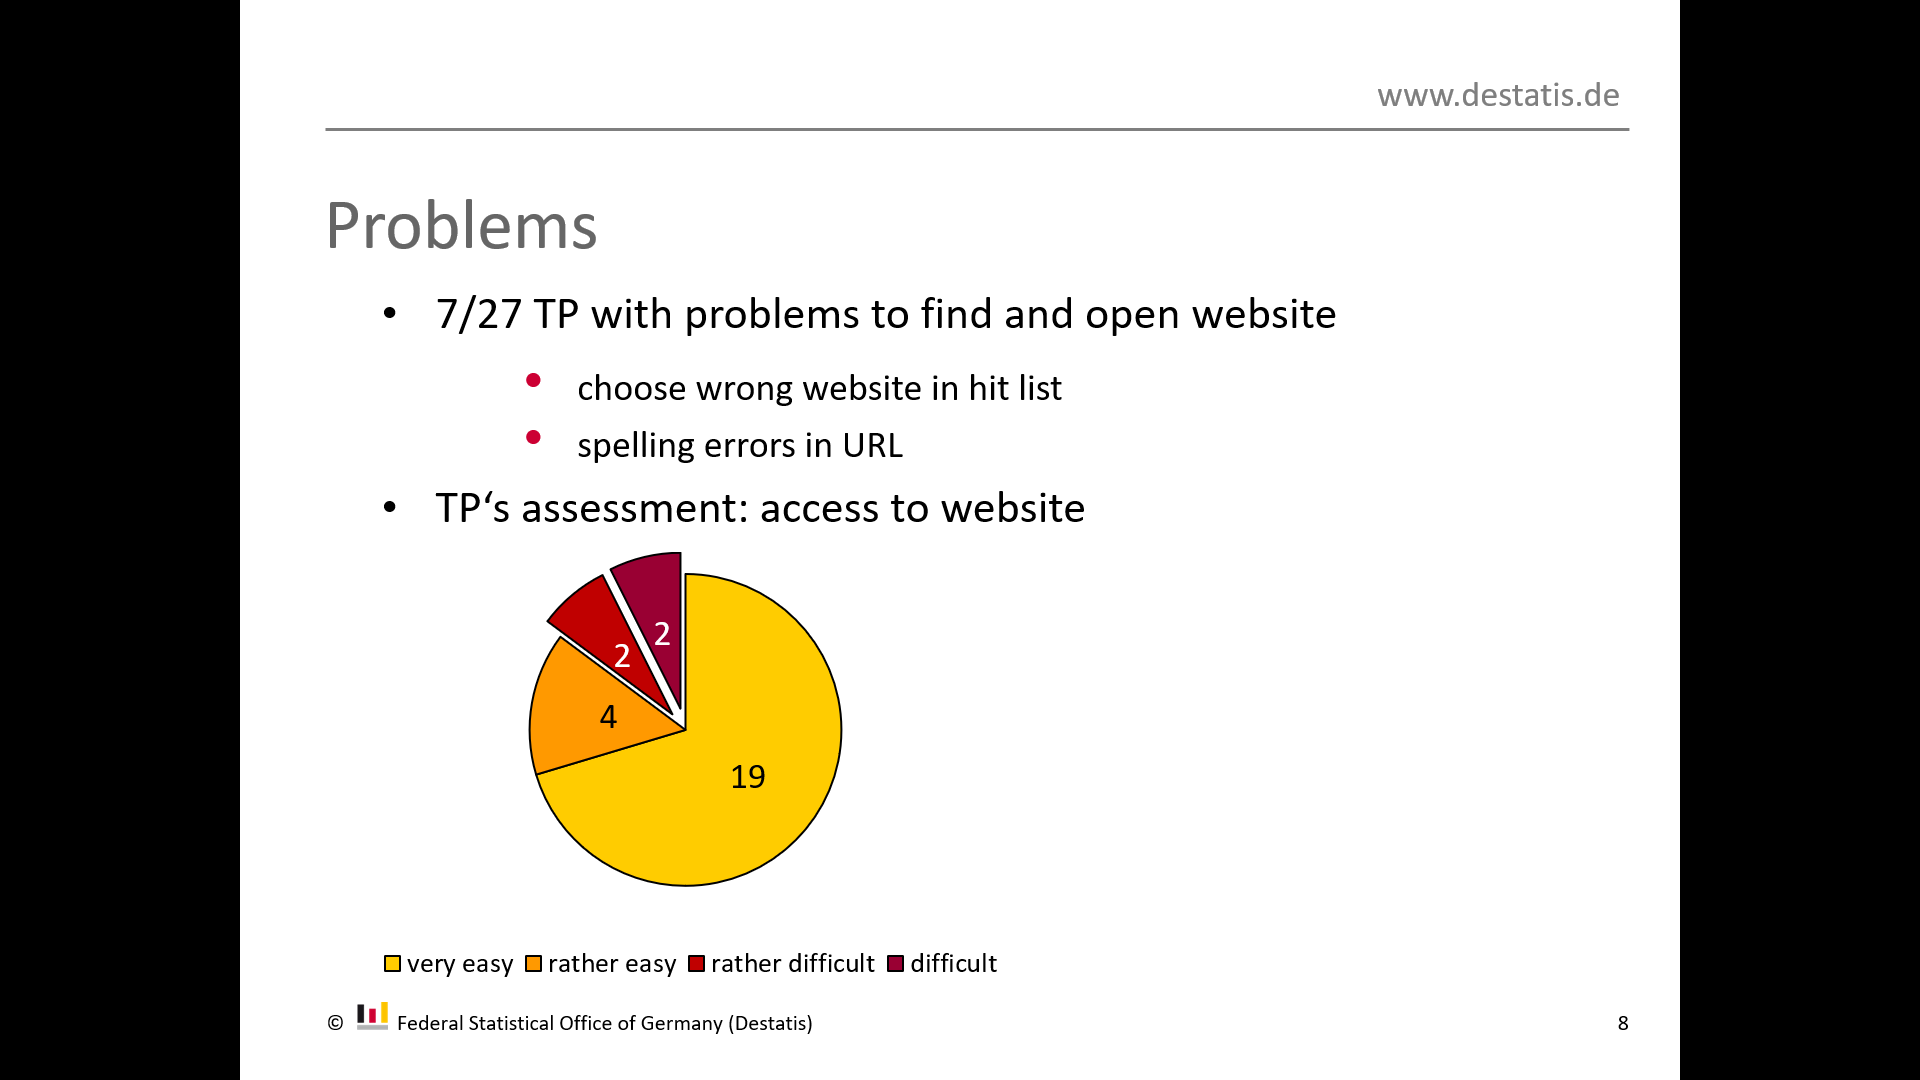 www.destatis.de
Problems
• 7/27 TP with problems to find and open website
• choose wrong website in hit list
• spelling errors in URL
• TP‘s assessment: access to website
2
2
4
19
very easy rather easy rather difficult difficult
© Federal Statistical Office of Germany (Destatis) 8